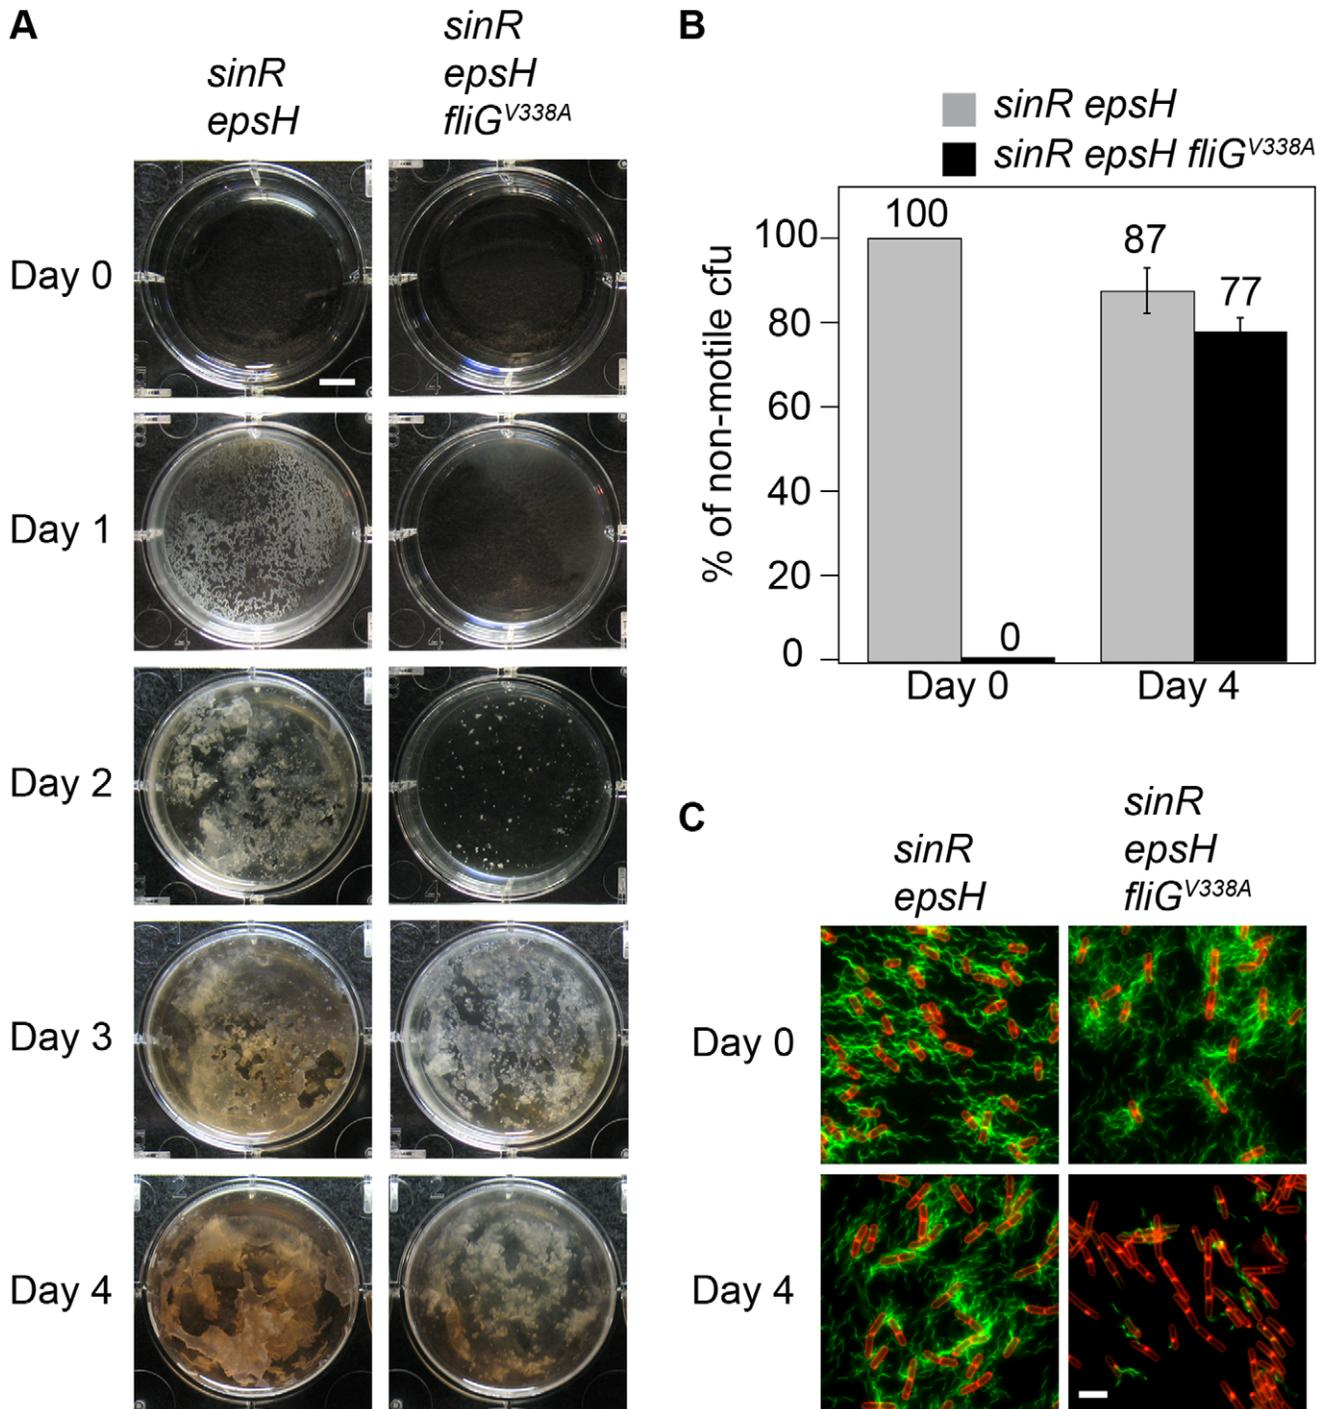 A
sinR
epsH
sinR
epsH
fliG^V338A
Day 0
Day 1
Day 2
Day 3
Day 4
B
sinR epsH
sinR epsH fliG^V338A
% of non-motile cfu
100
80
60
40
20
0
100
0
87
77
Day 0
Day 4
C
sinR
epsH
sinR
epsH
fliG^V338A
Day 0
Day 4